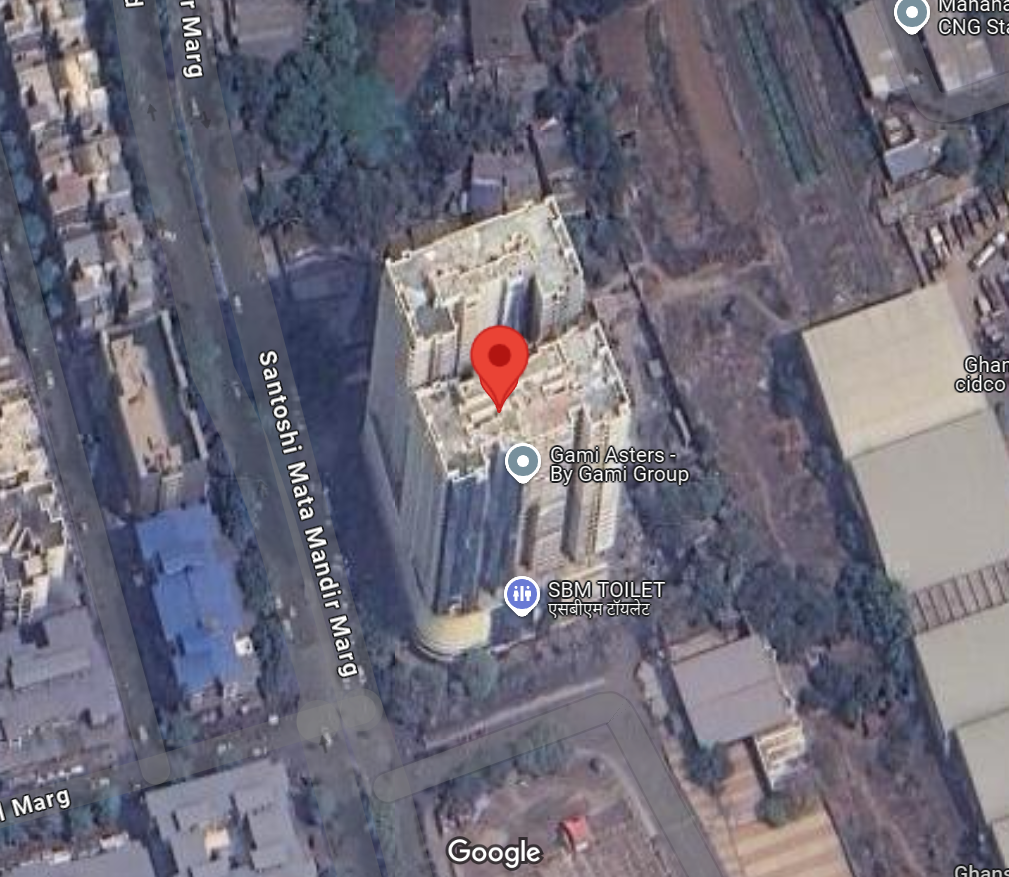 r Marg
CNG Sta
Santoshi Mata Mandir Marg
Ghan
cidco
Gami Asters -
By Gami Group
SBM TOILET
एसबीएम टॉयलेट
l Marg
Google
Ghans